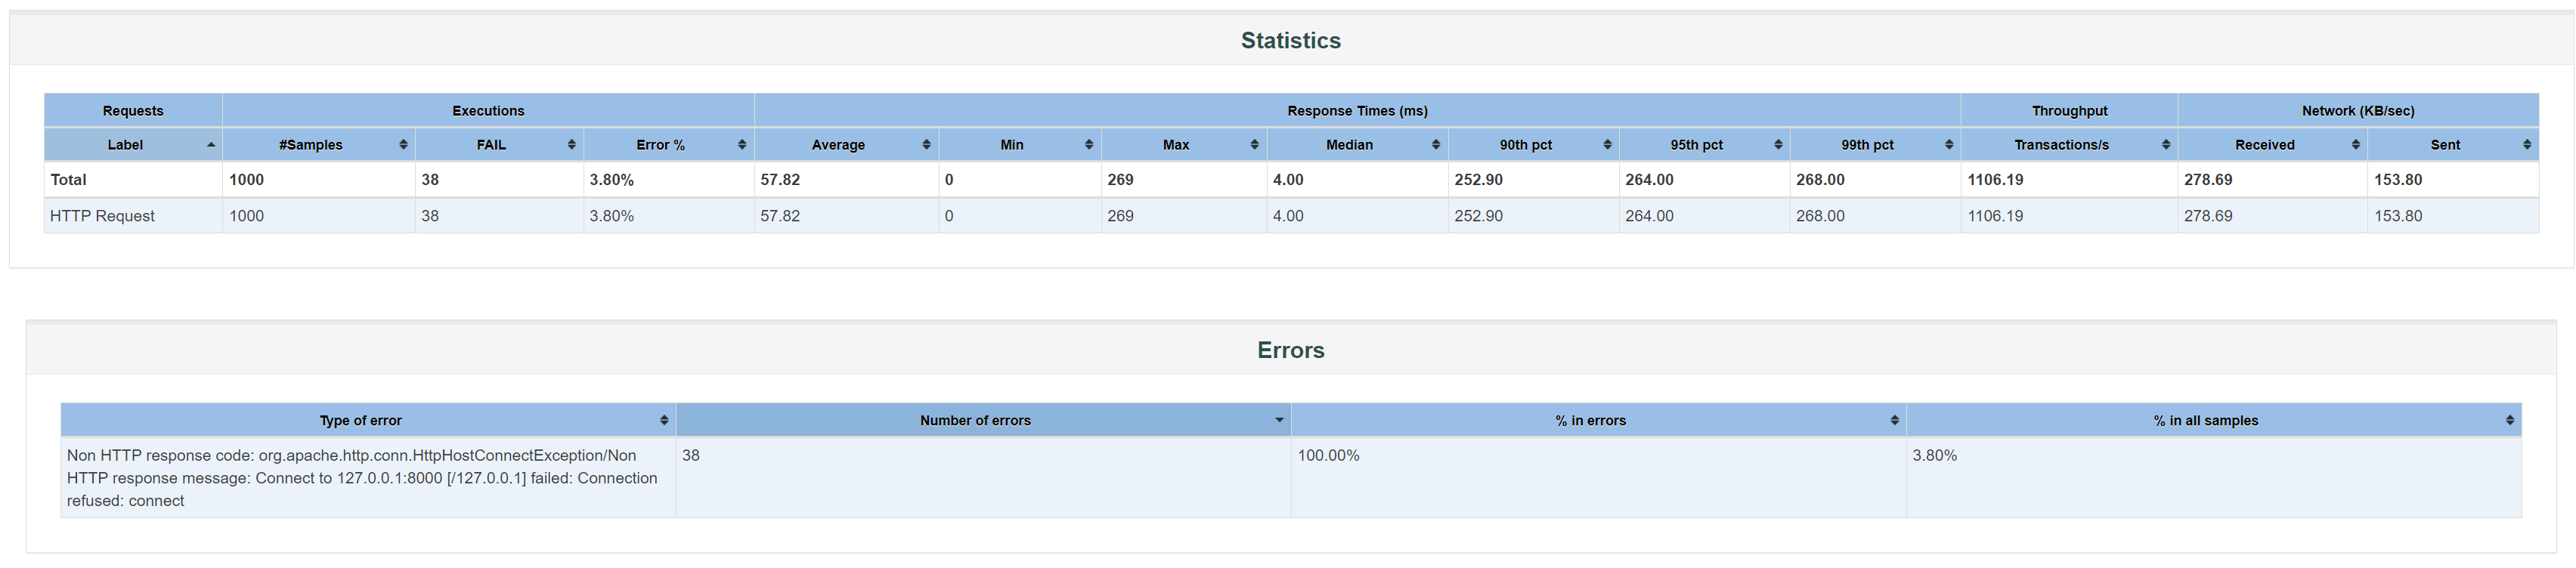 Statistics
Requests Executions Response Times (ms) Throughput Network (KB/sec)
Label #Samples FAIL Error % Average Min Max Median 90th pct 95th pct 99th pct Transactions/s Received Sent
Total 1000 38 3.80% 57.82 0 269 4.00 252.90 264.00 268.00 1106.19 278.69 153.80
HTTP Request 1000 38 3.80% 57.82 0 269 4.00 252.90 264.00 268.00 1106.19 278.69 153.80
Errors
Type of error Number of errors % in errors % in all samples
Non HTTP response code: org.apache.http.conn.HttpHostConnectException/Non 38 100.00% 3.80%
HTTP response message: Connect to 127.0.0.1:8000 [/127.0.0.1] failed: Connection
refused: connect